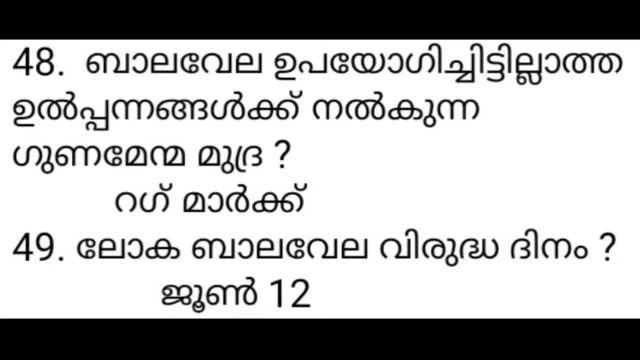 48. ബാലവേല ഉപയോഗിച്ചിട്ടില്ലാത്ത
ഉൽപ്പന്നങ്ങൾക്ക് നൽകുന്ന
ഗുണമേന്മ മുദ്ര ?
റഗ് മാർക്ക്
49. ലോക ബാലവേല വിരുദ്ധ ദിനം ?
ജൂൺ 12